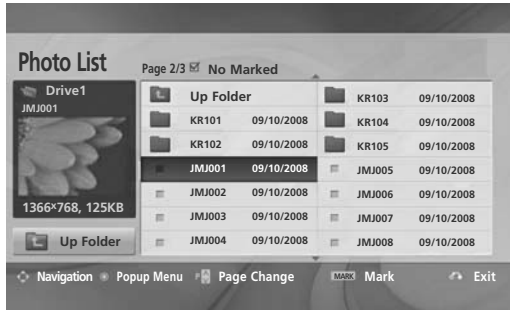 Photo List
Page 2/3 No Marked
Drive1
JMJ001
1366×768, 125KB
Up Folder
Up Folder
KR101 09/10/2008
KR102 09/10/2008
JMJ001 09/10/2008
JMJ002 09/10/2008
JMJ003 09/10/2008
JMJ004 09/10/2008
KR103 09/10/2008
KR104 09/10/2008
KR105 09/10/2008
JMJ005 09/10/2008
JMJ006 09/10/2008
JMJ007 09/10/2008
JMJ008 09/10/2008
Navigation Popup Menu P Page Change MARK Mark Exit